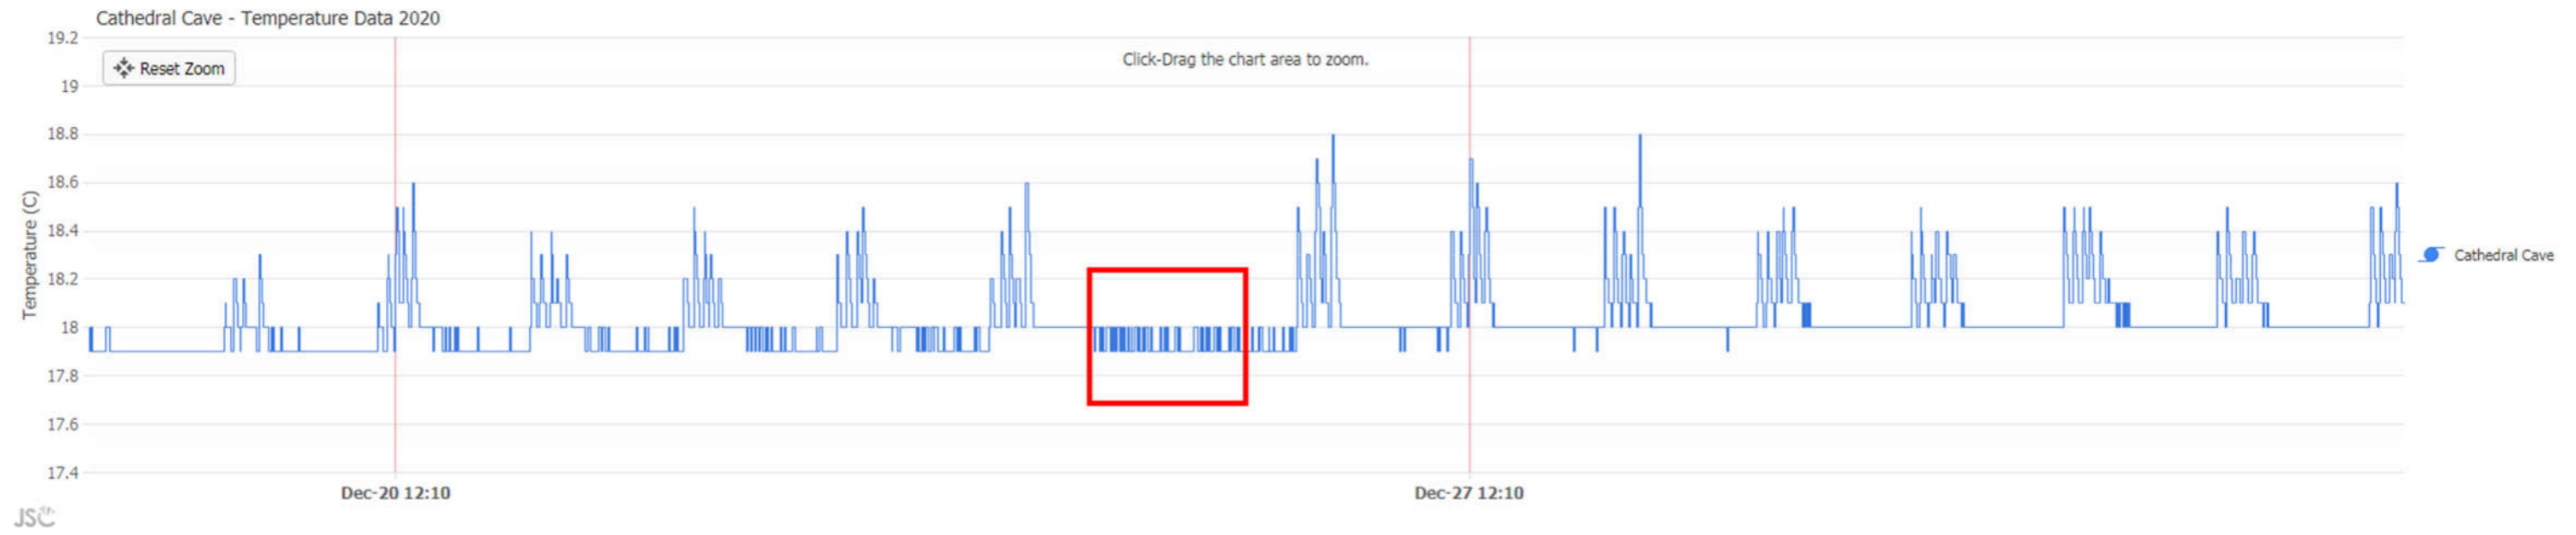 Cathedral Cave - Temperature Data 2020
19.2
Reset Zoom
Click-Drag the chart area to zoom.
19
18.8
18.6
18.4
18.2
18
17.8
17.6
17.4
Temperature (C)
Cathedral Cave
Dec-20 12:10
Dec-27 12:10
JSC